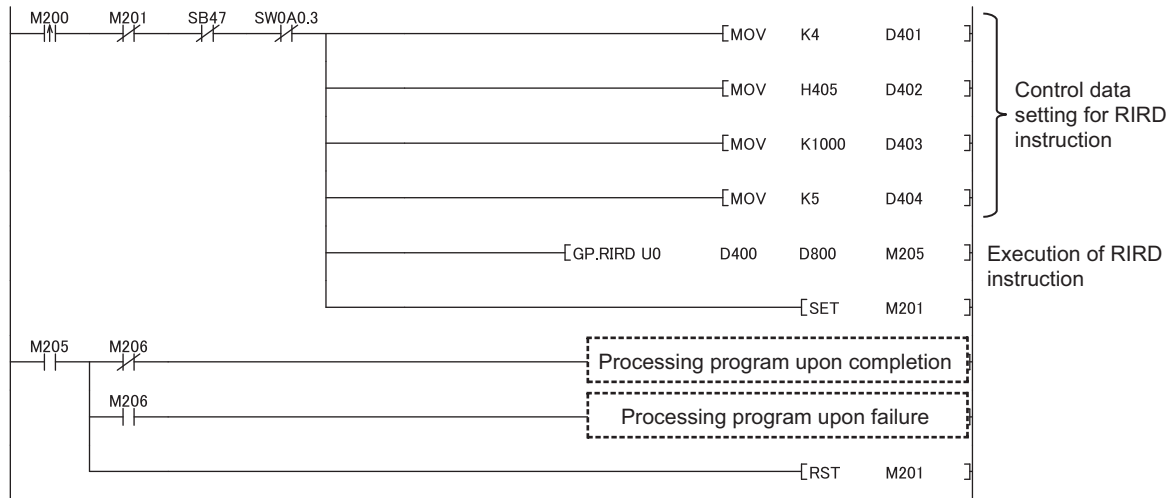 M200 M201 SB47 SW0A0.3
[MOV K4 D401 ]
[MOV H405 D402 ]
[MOV K1000 D403 ]
[MOV K5 D404 ]
Control data
setting for RIRD
instruction
[GP.RIRD U0 D400 D800 M205 ]
Execution of RIRD
instruction
[SET M201 ]
M205 M206
Processing program upon completion
M206
Processing program upon failure
[RST M201 ]